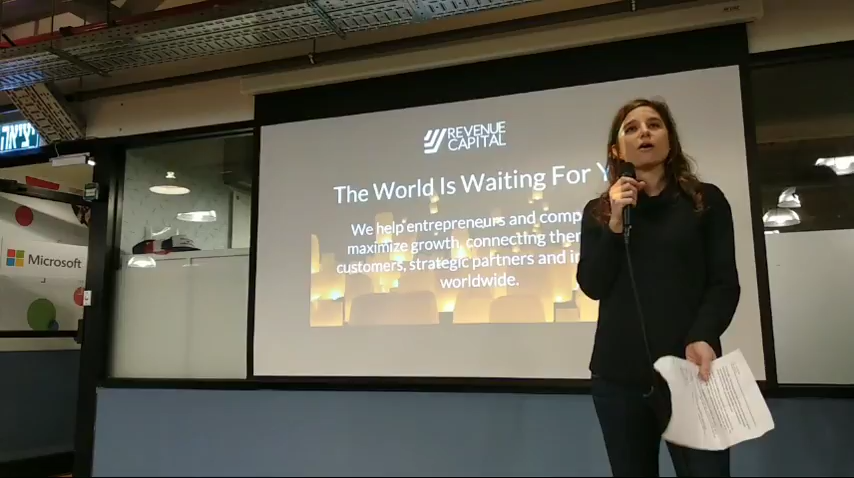 REVENUE
CAPITAL
The World Is Waiting For Y
We help entrepreneurs and comp
maximize growth, connecting them
customers, strategic partners and in
worldwide.
Microsoft